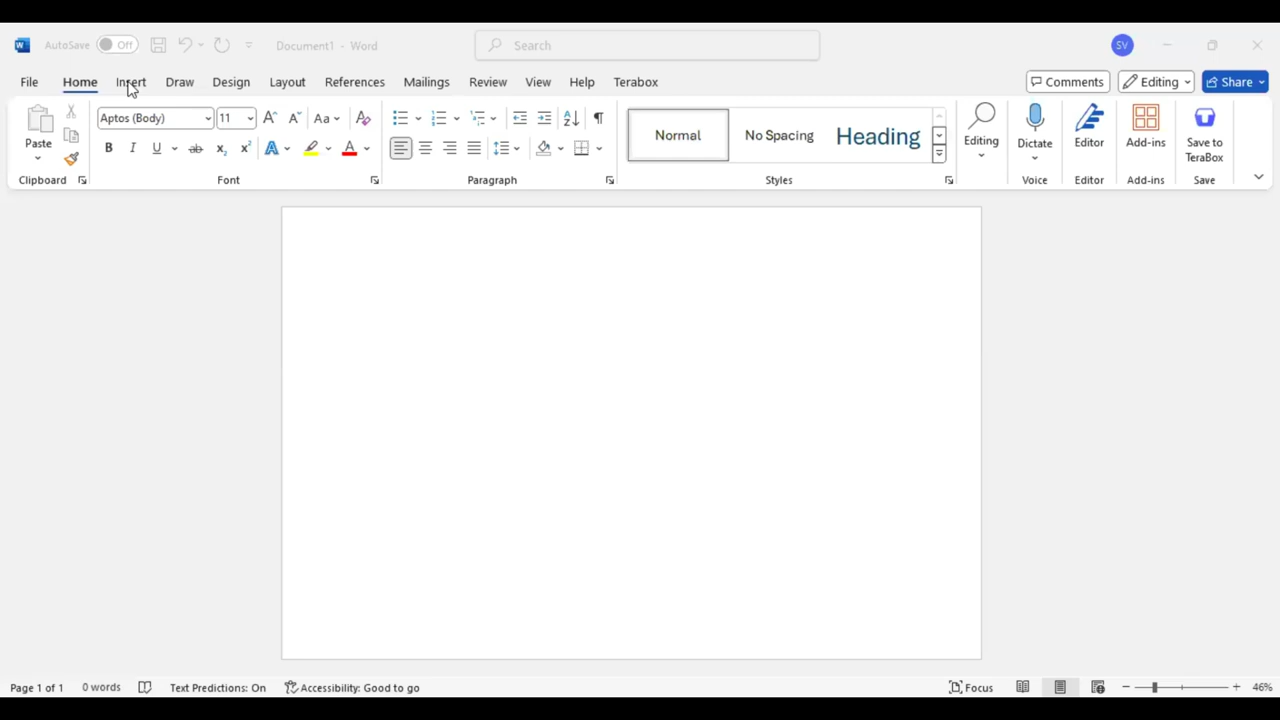 AutoSave Off Document1 - Word Search SV
File Home Insert Draw Design Layout References Mailings Review View Help Terabox Comments Editing Share
Paste Aptos (Body) 11 Aa Normal No Spacing Heading Editing Dictate Editor Add-ins Save to TeraBox
Clipboard Font Paragraph Styles Voice Editor Add-ins Save
Page 1 of 1 0 words Text Predictions: On Accessibility: Good to go Focus 46%